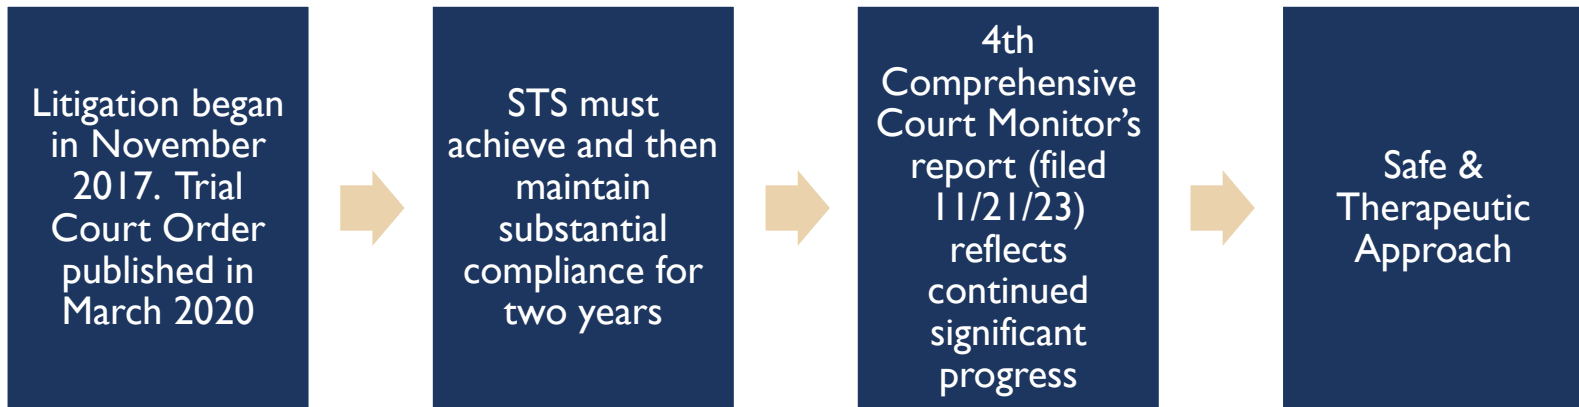 Litigation began
in November
2017. Trial
Court Order
published in
March 2020
STS must
achieve and then
maintain
substantial
compliance for
two years
4th
Comprehensive
Court Monitor’s
report (filed
11/21/23)
reflects
continued
significant
progress
Safe &
Therapeutic
Approach